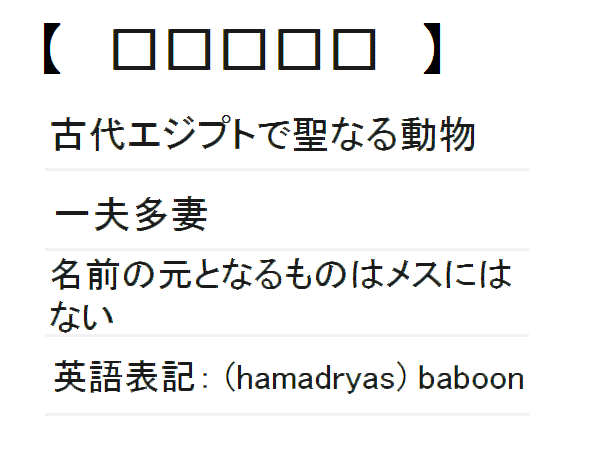 【 □□□□□ 】
古代エジプトで聖なる動物
一夫多妻
名前の元となるものはメスには
ない
英語表記：（hamadryas）baboon